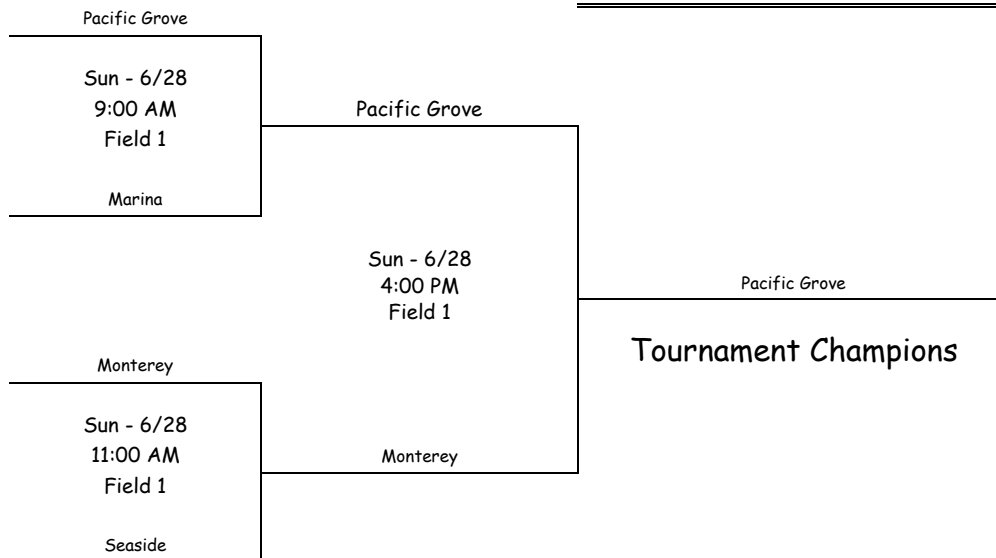 Pacific Grove
Sun - 6/28
9:00 AM
Field 1
Marina
Pacific Grove
Sun - 6/28
4:00 PM
Field 1
Pacific Grove
Tournament Champions
Monterey
Sun - 6/28
11:00 AM
Field 1
Seaside
Monterey